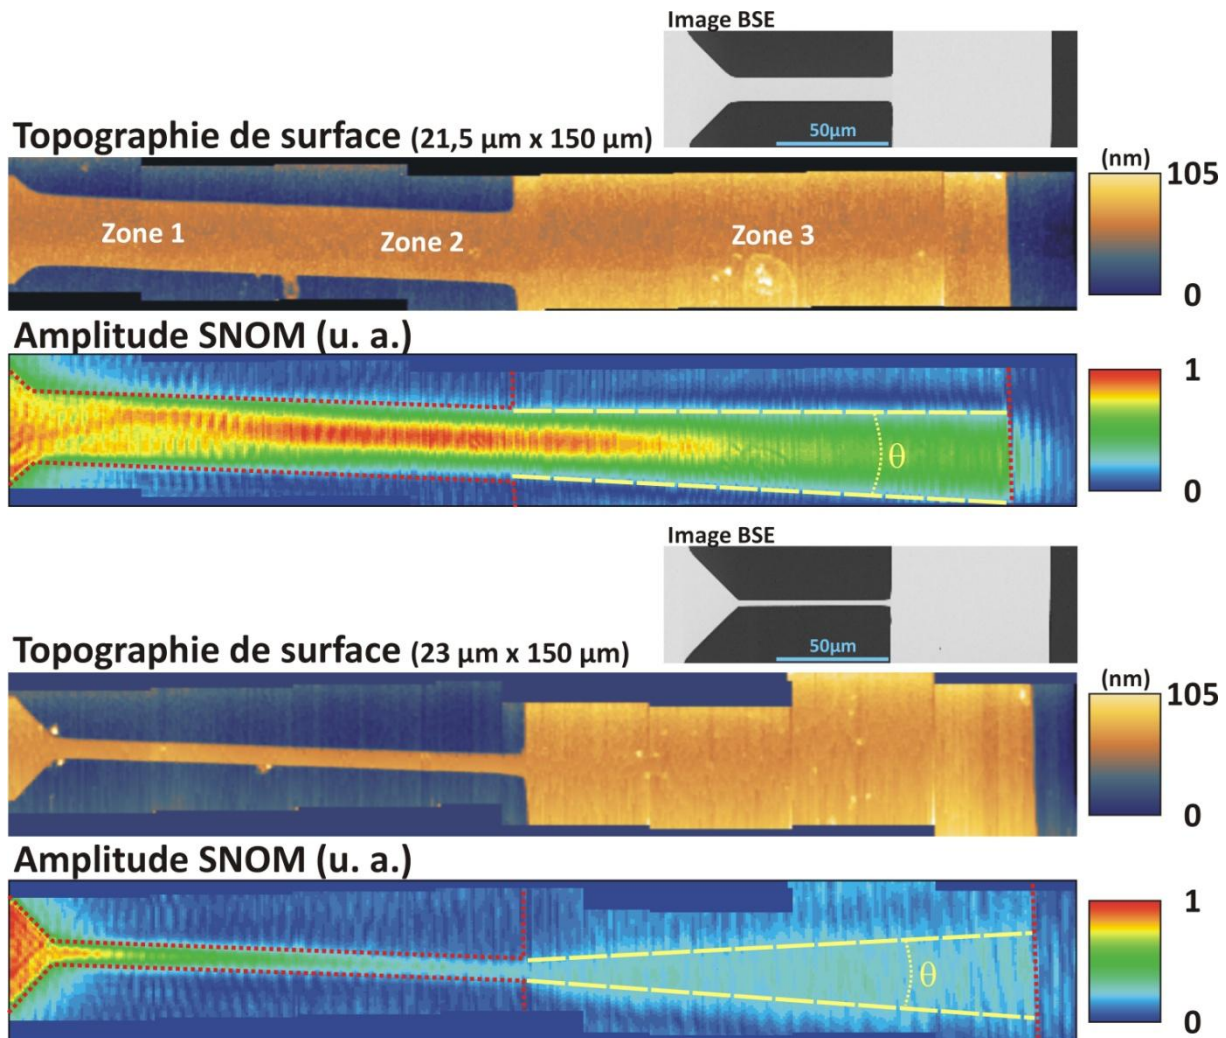 Image BSE
50µm
Topographie de surface (21,5 µm x 150 µm)
(nm)
105
0
Zone 1
Zone 2
Zone 3
Amplitude SNOM (u. a.)
1
0
θ
Image BSE
50µm
Topographie de surface (23 µm x 150 µm)
(nm)
105
0
Amplitude SNOM (u. a.)
1
0
θ